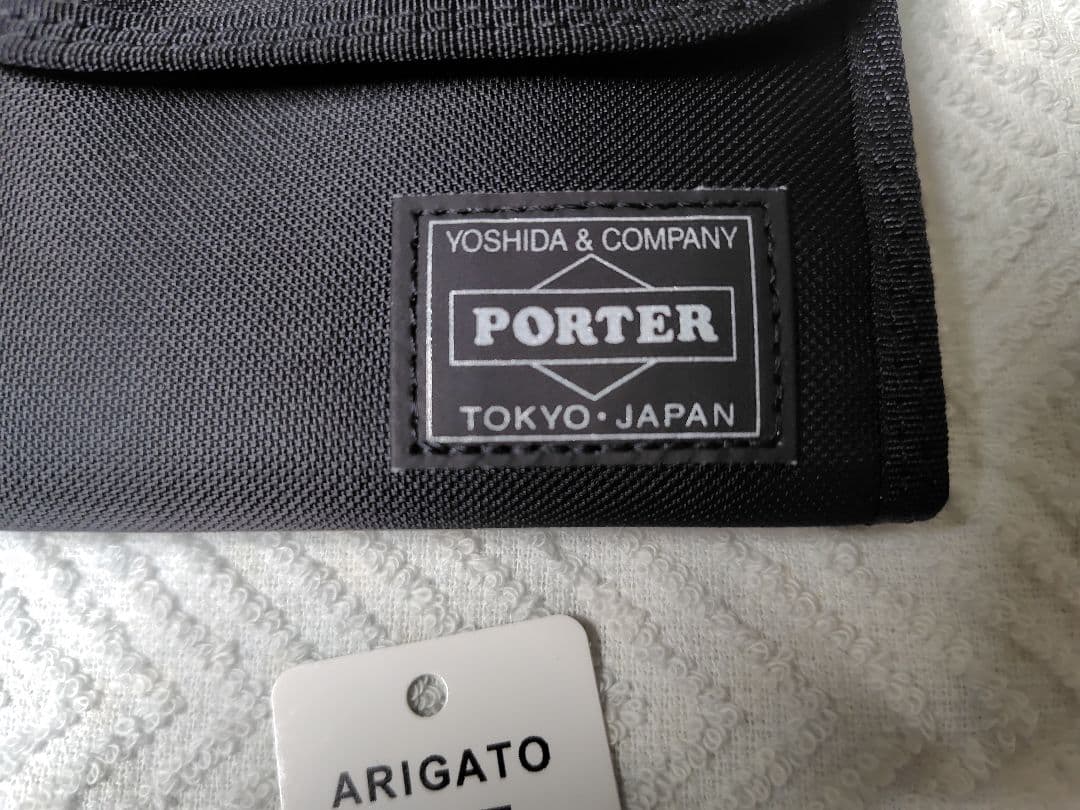 YOSHIDA & COMPANY
PORTER
TOKYO・JAPAN
ARIGATO